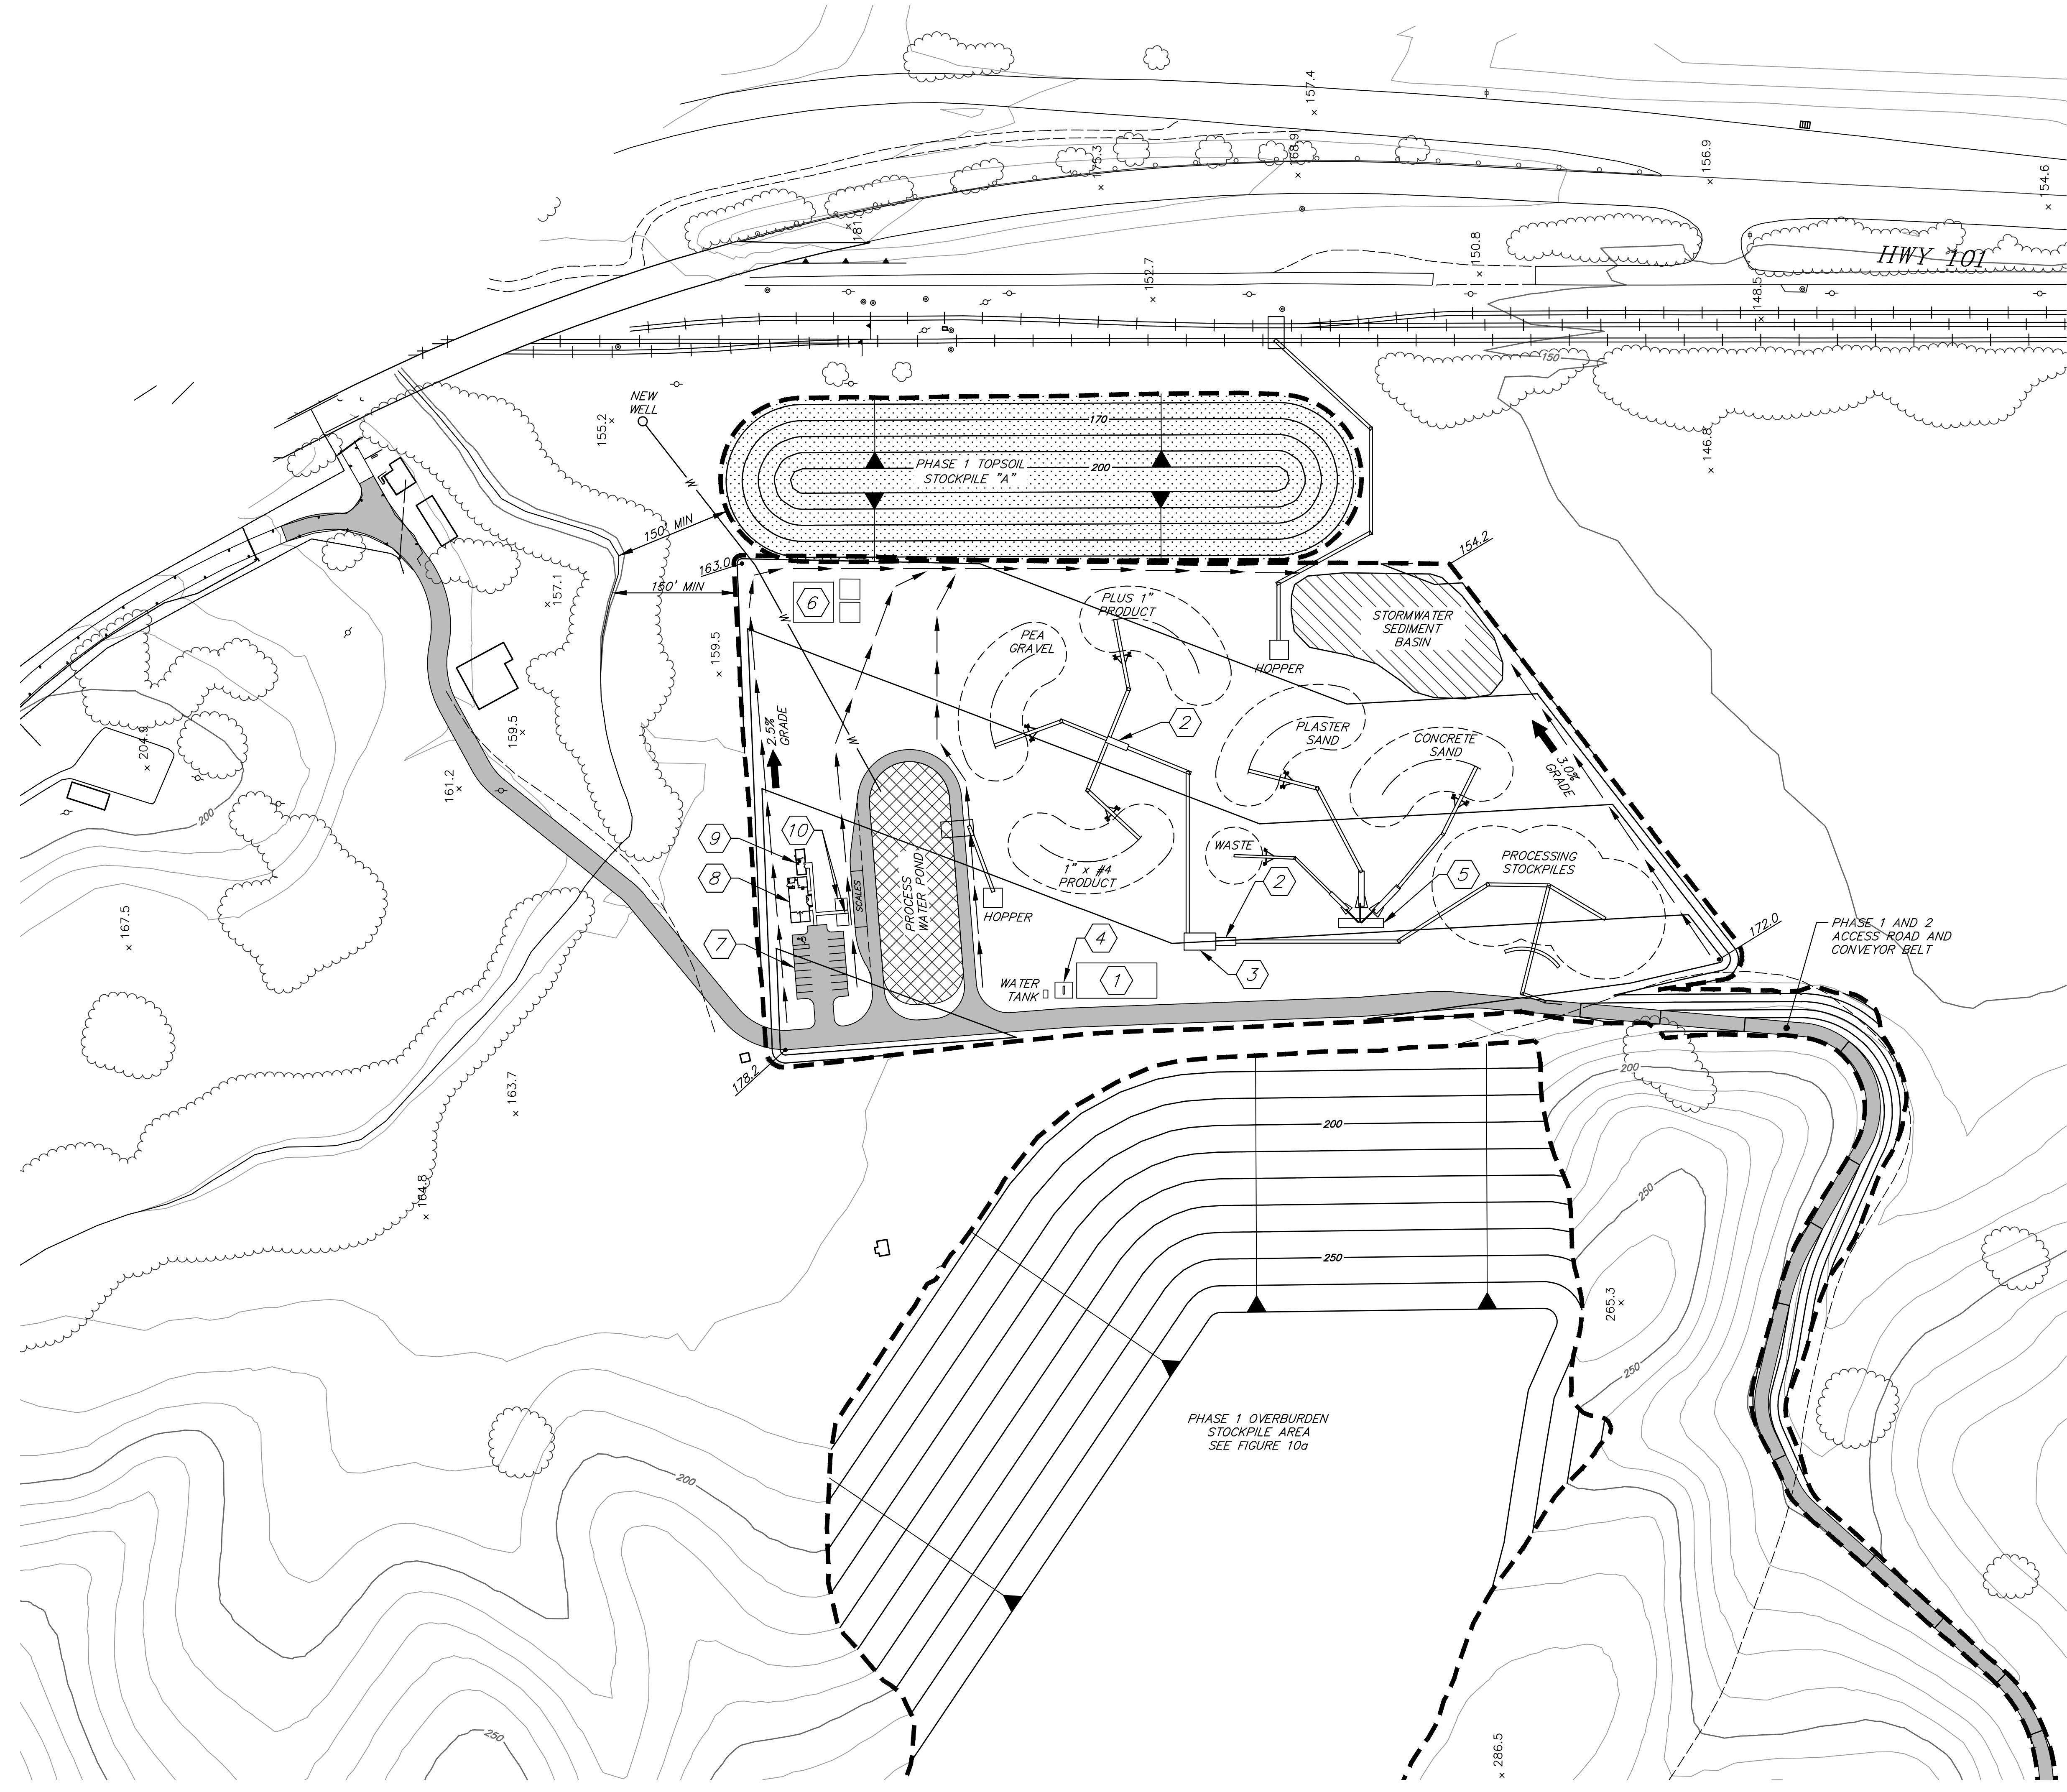 157.4
175.3
168.9
156.9
154.6
181.
152.7
150.8
HWY 101
148.5
150
NEW
WELL
155.2
170
146.8
PHASE 1 TOPSOIL
STOCKPILE "A"
200
W
150' MIN
163.0
154.2
150' MIN
157.1
6
PLUS 1"
PRODUCT
STORMWATER
SEDIMENT
BASIN
W
PEA
GRAVEL
159.5
HOPPER
159.5
204.9
2.5%
GRADE
2
PLASTER
SAND
CONCRETE
SAND
W
3.0%
GRADE
161.2
200
9
10
WASTE
PROCESSING
STOCKPILES
8
SCALES
PROCESS
WATER POND
1" x #4
PRODUCT
2
5
HOPPER
167.5
7
4
PHASE 1 AND 2
ACCESS ROAD AND
CONVEYOR BELT
172.0
WATER
TANK
1
3
178.2
163.7
200
200
164.8
250
250
265.3
250
PHASE 1 OVERBURDEN
STOCKPILE AREA
SEE FIGURE 10a
200
250
286.5